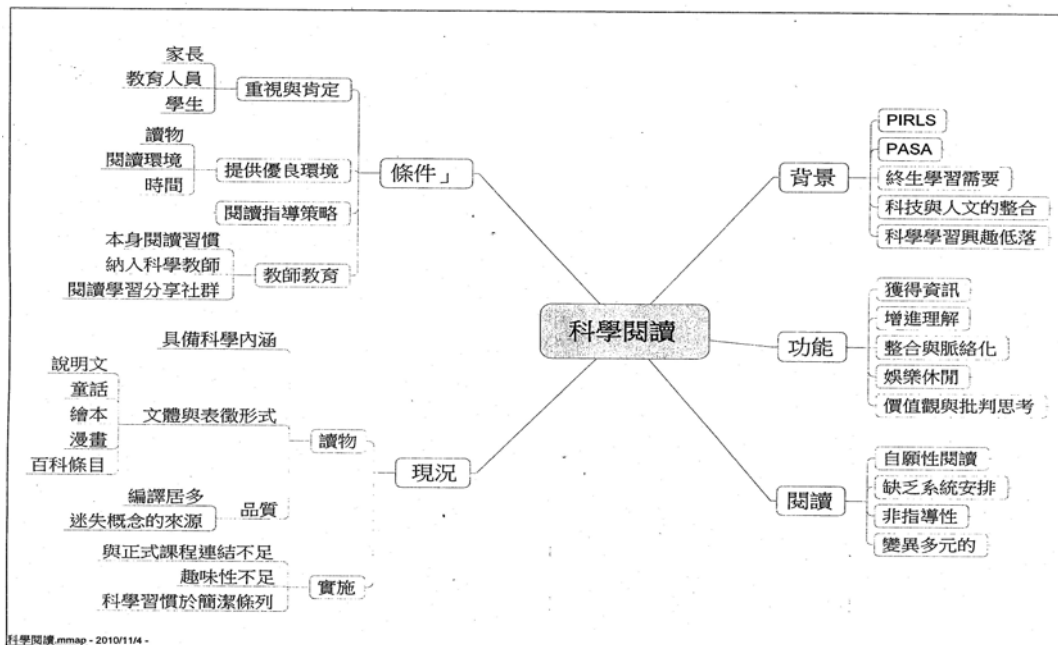 科學閱讀
背景
PIRLS
PASA
終生學習需要
科技與人文的整合
科學學習興趣低落
功能
獲得資訊
增進理解
整合與脈絡化
娛樂休閒
價值觀與批判思考
閱讀
自願性閱讀
缺乏系統安排
非指導性
變異多元的
條件」
重視與肯定
家長
教育人員
學生
提供優良環境
讀物
閱讀環境
時間
閱讀指導策略
教師教育
本身閱讀習慣
納入科學教師
閱讀學習分享社群
現況
讀物
具備科學內涵
文體與表徵形式
說明文
童話
繪本
漫畫
百科條目
品質
編譯居多
迷失概念的來源
實施
與正式課程連結不足
趣味性不足
科學習慣於簡潔條列
科學閱讀.mmap - 2010/11/4 -